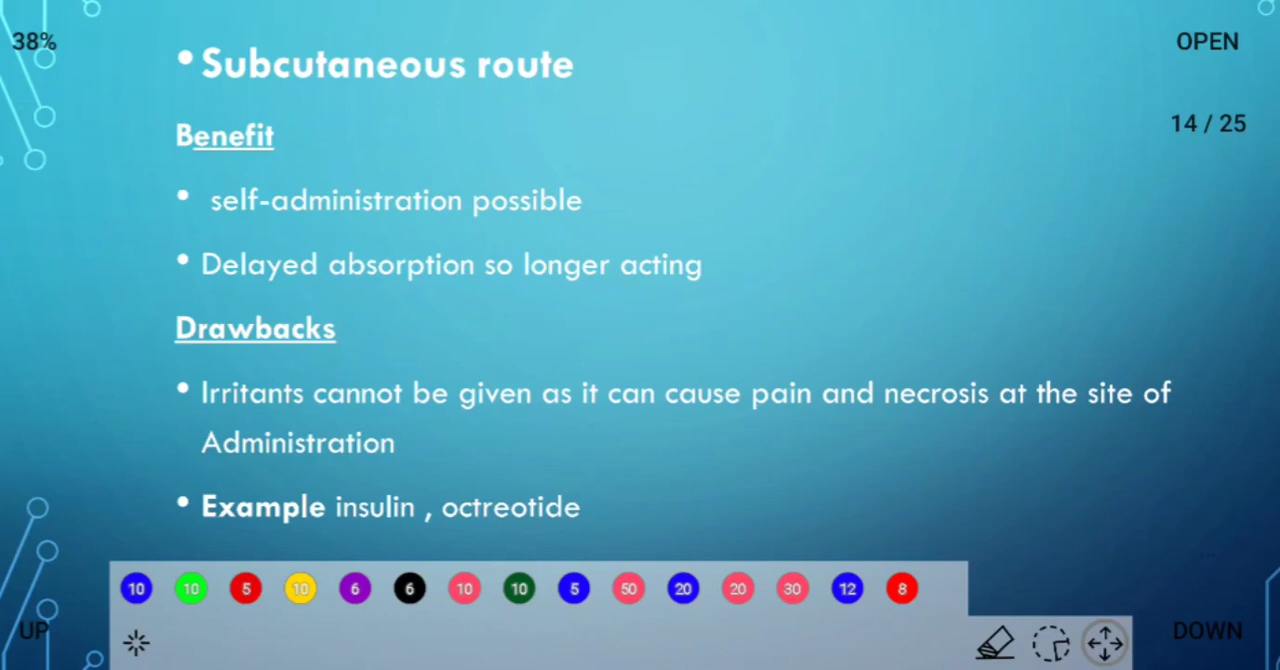 38%
OPEN
• Subcutaneous route
14 / 25
Benefit
• self-administration possible
• Delayed absorption so longer acting
Drawbacks
• Irritants cannot be given as it can cause pain and necrosis at the site of
Administration
• Example insulin , octreotide
10 10 5 10 6 6 10 10 5 50 20 20 30 12 8
UP
DOWN